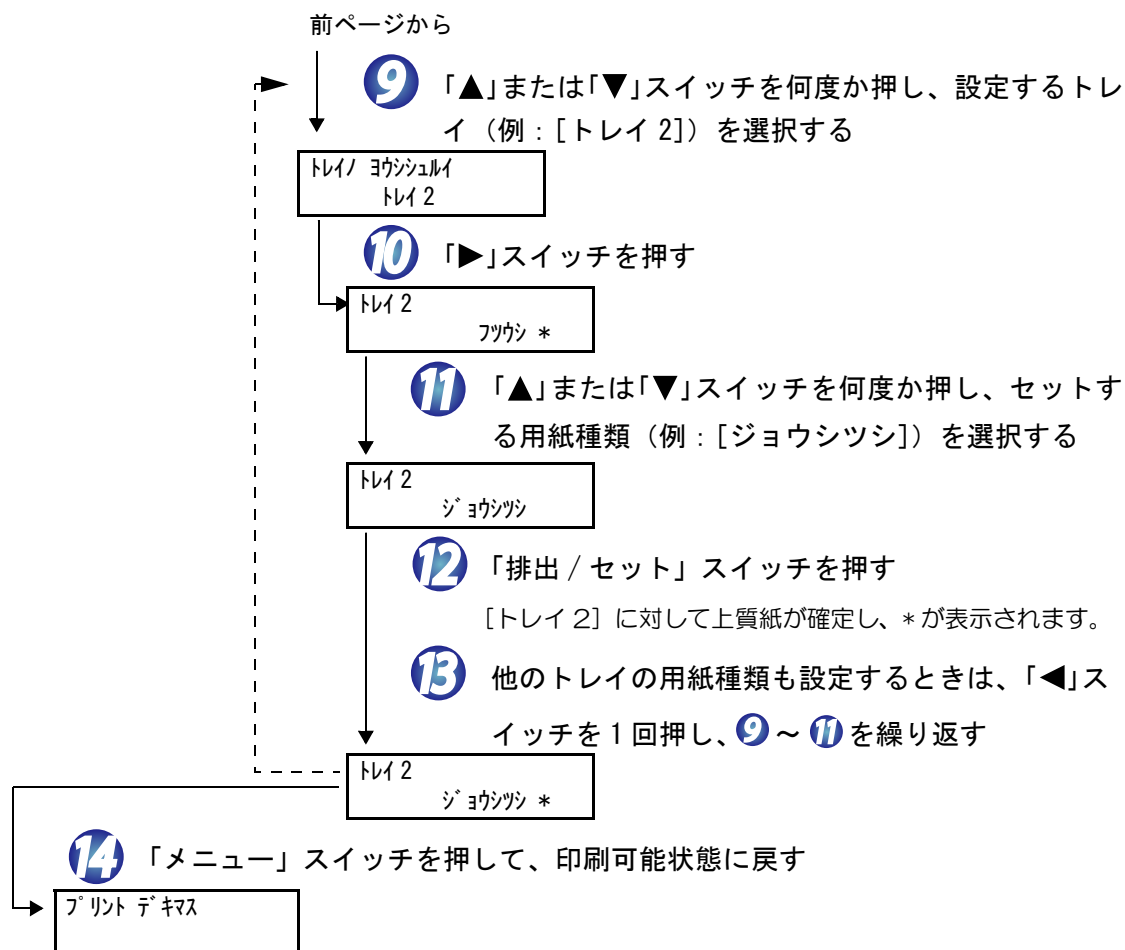 前ページから
9 「▲」または「▼」スイッチを何度か押し、設定するトレ
イ（例：[トレイ 2]）を選択する
ﾄﾚｲﾉ ﾖｳｼｼｭﾙｲ
ﾄﾚｲ 2
10 「▶」スイッチを押す
ﾄﾚｲ 2
ﾌﾂｳｼ *
11 「▲」または「▼」スイッチを何度か押し、セットす
る用紙種類（例：[ジョウシツシ]）を選択する
ﾄﾚｲ 2
ｼﾞｮｳｼﾂｼ
12 「排出 / セット」スイッチを押す
［トレイ 2］に対して上質紙が確定し、* が表示されます。
13 他のトレイの用紙種類も設定するときは、「◀」ス
イッチを 1 回押し、9 ～ 11 を繰り返す
ﾄﾚｲ 2
ｼﾞｮｳｼﾂｼ *
14 「メニュー」スイッチを押して、印刷可能状態に戻す
ﾌﾟﾘﾝﾄ ﾃﾞｷﾏｽ